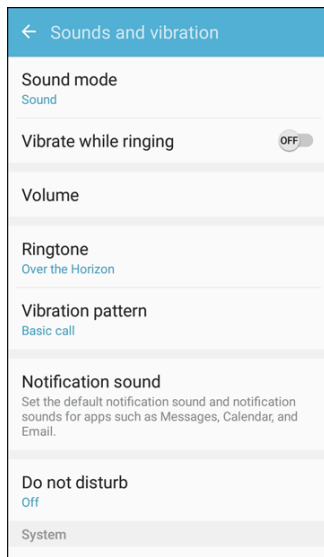 Sounds and vibration
Sound mode
Sound
Vibrate while ringing
OFF
Volume
Ringtone
Over the Horizon
Vibration pattern
Basic call
Notification sound
Set the default notification sound and notification
sounds for apps such as Messages, Calendar, and
Email.
Do not disturb
Off
System